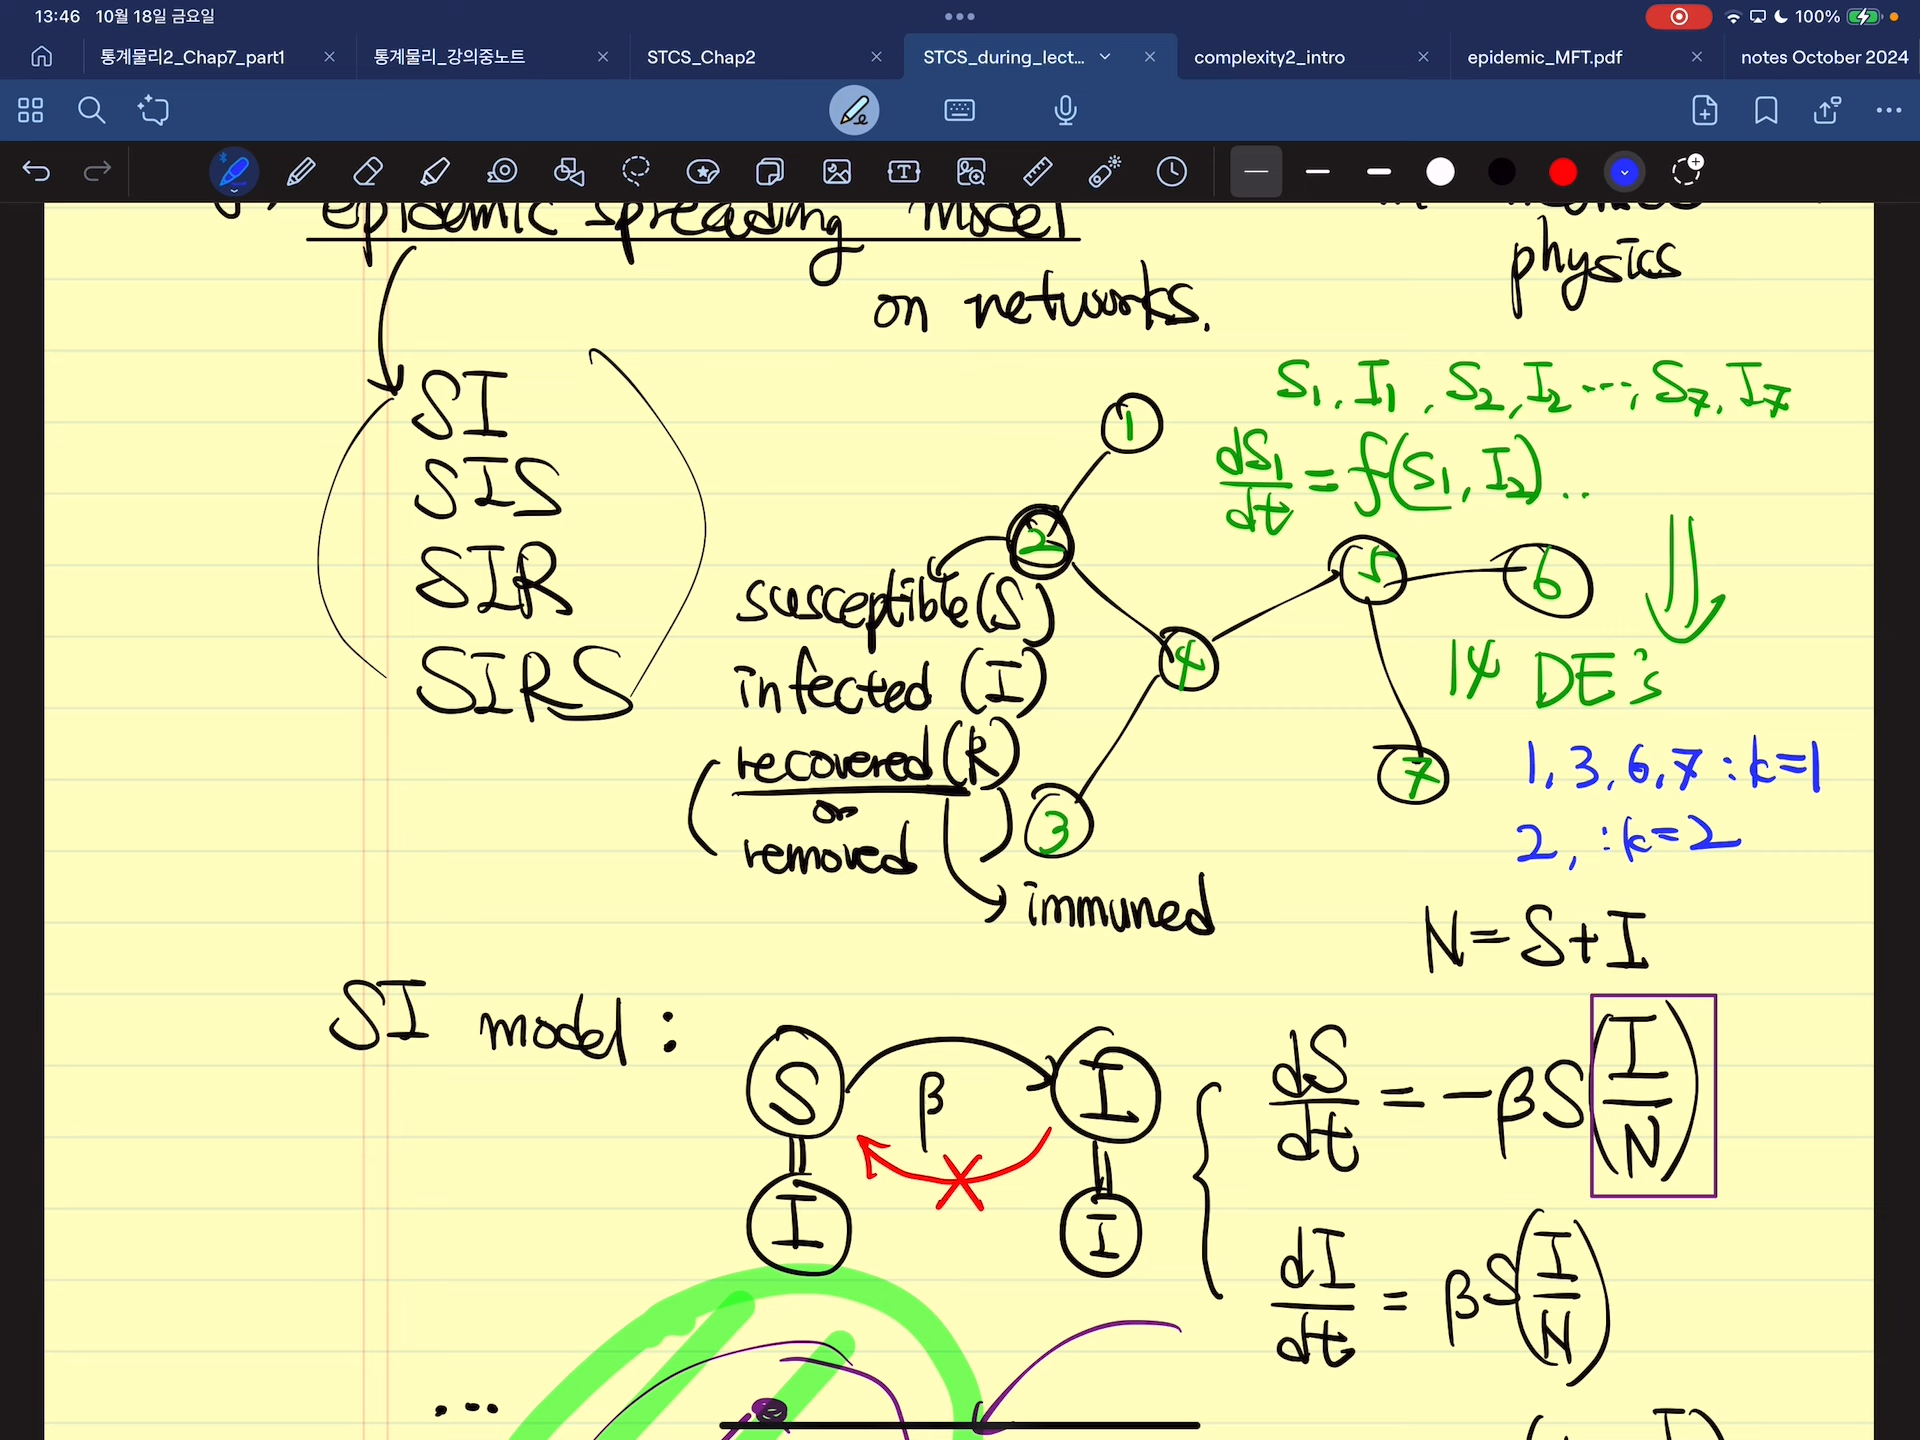 13:46 10월 18일 금요일
100%
통계물리2_Chap7_part1
통계물리_강의중노트
STCS_Chap2
STCS_during_lect...
complexity2_intro
epidemic_MFT.pdf
notes October 2024
epidemic spreading model
on networks.
physics
SI
SIS
SIR
SIRS
S₁, I₁, S₂, I₂ ..., S₇, I₇
dS₁/dt = f(S₁, I₂) ..
1
2
3
4
5
6
7
susceptible (S)
infected (I)
recovered (R)
or
removed
immuned
14 DE's
1, 3, 6, 7 : k=1
2, : k=2
N = S + I
SI model :
S
β
I
I
I
dS/dt = -βS(I/N)
dI/dt = βS(I/N)
...